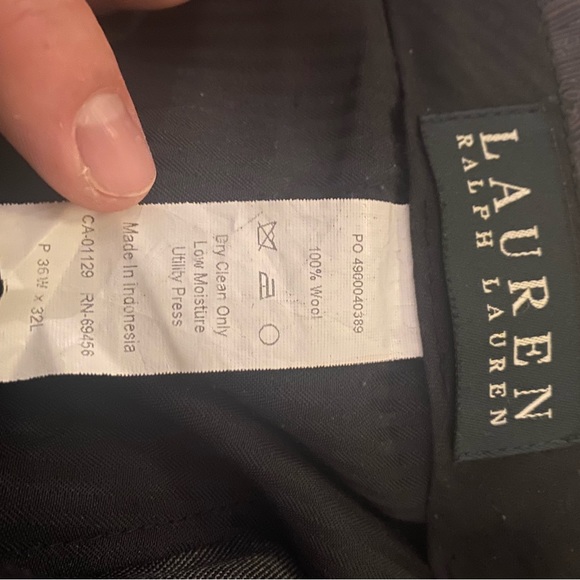 LAUREN
RALPH LAUREN
PO 4900040389
100% Wool
Dry Clean Only
Low Moisture
Utility Press
Made In Indonesia
CA-01129 RN-69456
P 36W x 32L